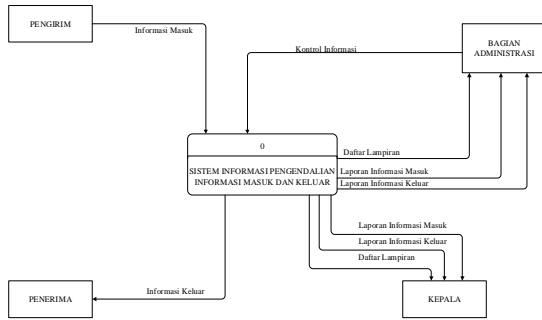 PENGIRIM
Informasi Masuk
Kontrol Informasi
BAGIAN
ADMINISTRASI
0
SISTEM INFORMASI PENGENDALIAN
INFORMASI MASUK DAN KELUAR
Daftar Lampiran
Laporan Informasi Masuk
Laporan Informasi Keluar
Laporan Informasi Masuk
Laporan Informasi Keluar
Daftar Lampiran
PENERIMA
Informasi Keluar
KEPALA